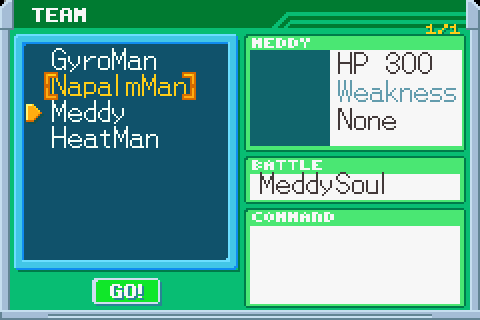 TEAM
1/1
GyroMan
NapalmMan
Meddy
HeatMan
GO!
MEDDY
HP 300
Weakness
None
BATTLE
MeddySoul
COMMAND